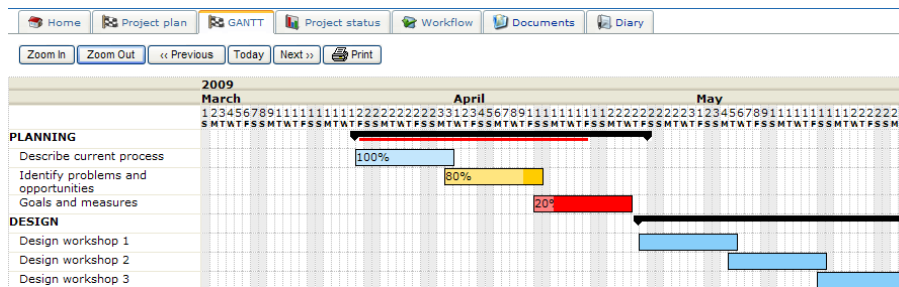 Home Project plan GANTT Project status Workflow Documents Diary
Zoom In Zoom Out ‹‹ Previous Today Next ›› Print
2009
March April May
12345678911111111112222222222331234567891111111111222222222231234567891111111111222222
SMTWTFSSMTWTFSSMTWTFSSMTWTFSSMTWTFSSMTWTFSSMTWTFSSMTWTFSSMTWTFSSMTWTFSSMTWTFSSMTWTFSSM
PLANNING
Describe current process 100%
Identify problems and
opportunities 80%
Goals and measures 20%
DESIGN
Design workshop 1
Design workshop 2
Design workshop 3